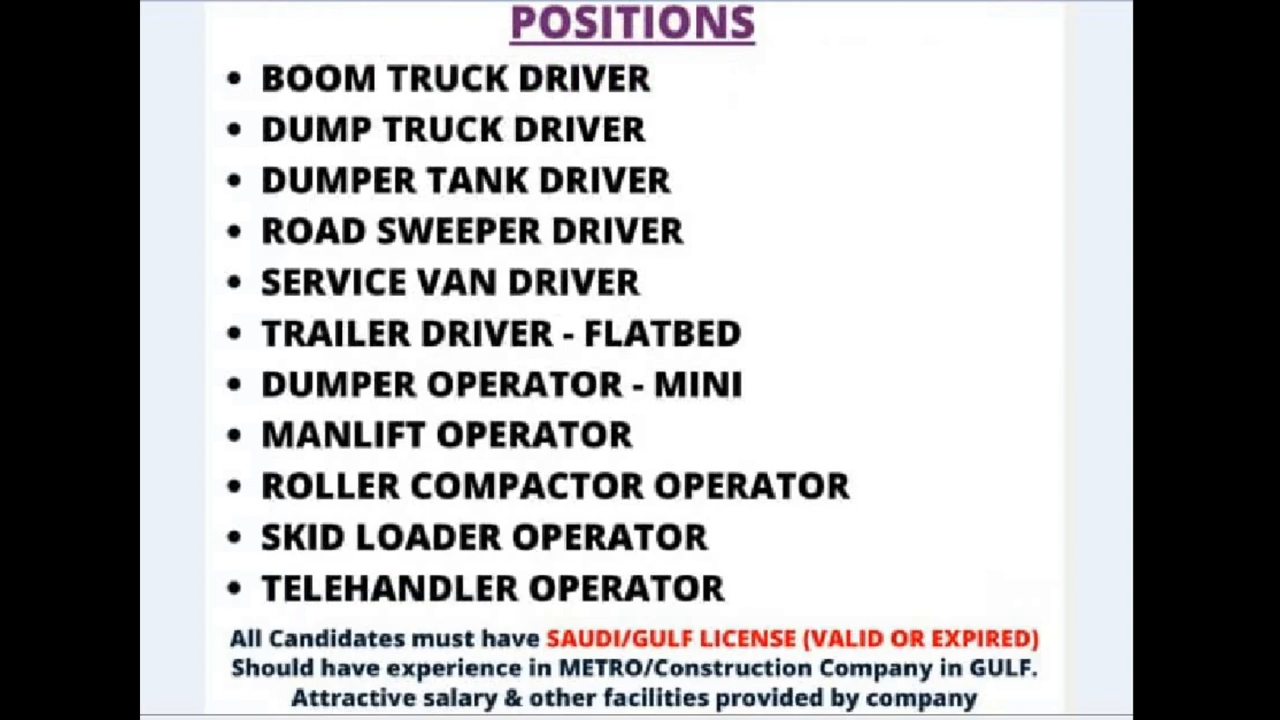 POSITIONS
• BOOM TRUCK DRIVER
• DUMP TRUCK DRIVER
• DUMPER TANK DRIVER
• ROAD SWEEPER DRIVER
• SERVICE VAN DRIVER
• TRAILER DRIVER - FLATBED
• DUMPER OPERATOR - MINI
• MANLIFT OPERATOR
• ROLLER COMPACTOR OPERATOR
• SKID LOADER OPERATOR
• TELEHANDLER OPERATOR
All Candidates must have SAUDI/GULF LICENSE (VALID OR EXPIRED)
Should have experience in METRO/Construction Company in GULF.
Attractive salary & other facilities provided by company